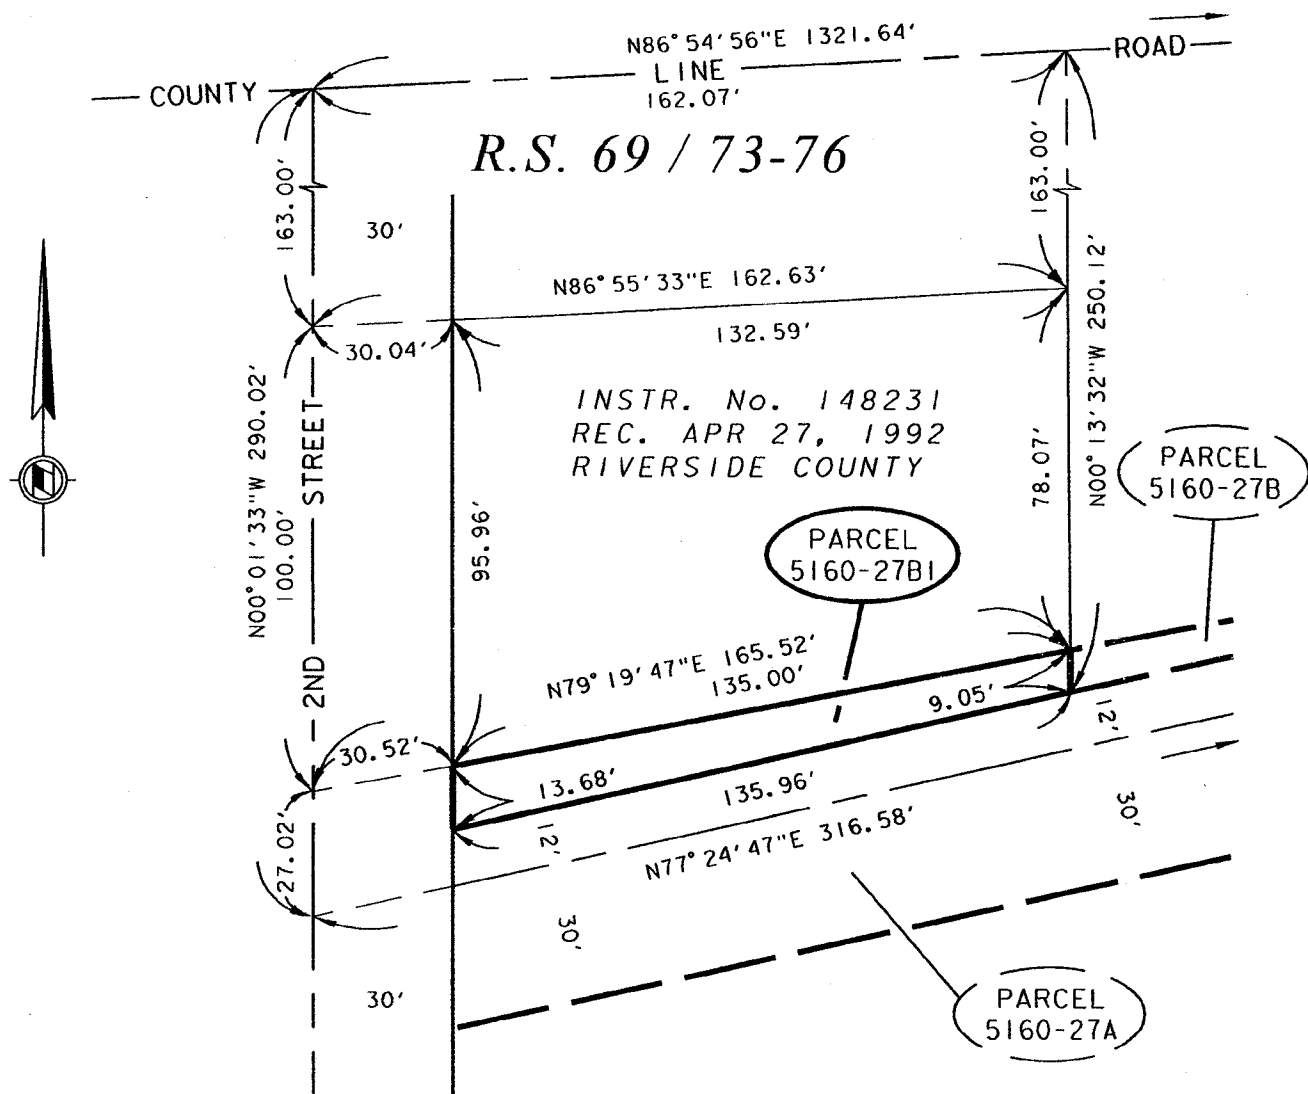 N86°54'56"E 1321.64'
COUNTY
LINE
ROAD
162.07'
R.S. 69 / 73-76
163.00'
163.00'
30'
N86°55'33"E 162.63'
30.04'
132.59'
N00°13'32"W 250.12'
N00°01'33"W 290.02'
100.00'
2ND STREET
INSTR. No. 148231
REC. APR 27, 1992
RIVERSIDE COUNTY
95.96'
78.07'
PARCEL
5160-27B
PARCEL
5160-27B1
N79°19'47"E 165.52'
135.00'
30.52'
9.05'
13.68'
135.96'
12'
12'
27.02'
N77°24'47"E 316.58'
30'
30'
30'
PARCEL
5160-27A